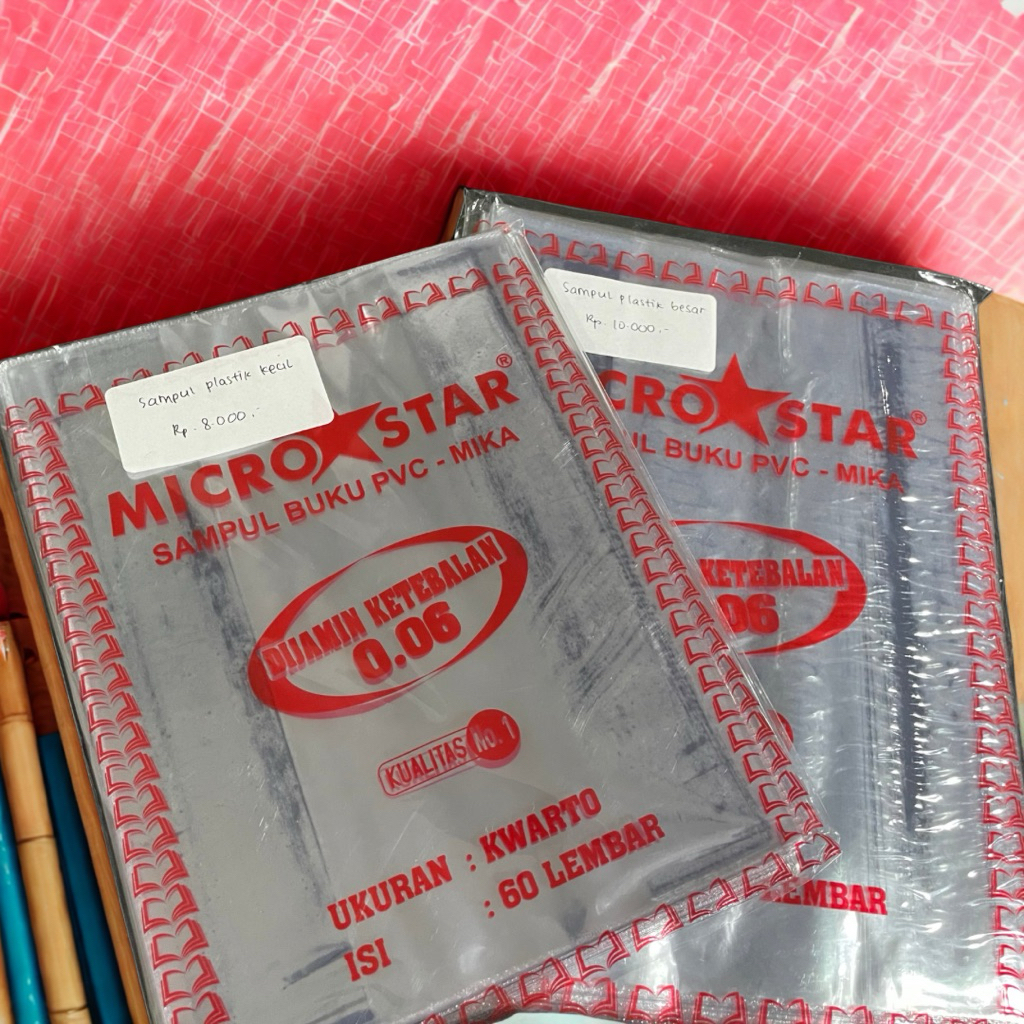 Sampul plastik kecil
Rp. 8.000,-
MICRO STAR®
SAMPUL BUKU PVC - MIKA
DIJAMIN KETEBALAN
0.06
KUALITAS No. 1
UKURAN : KWARTO
ISI : 60 LEMBAR
Sampul plastik besar
Rp. 10.000,-
CRO STAR®
UL BUKU PVC - MIKA
KETEBALAN
06
LEMBAR